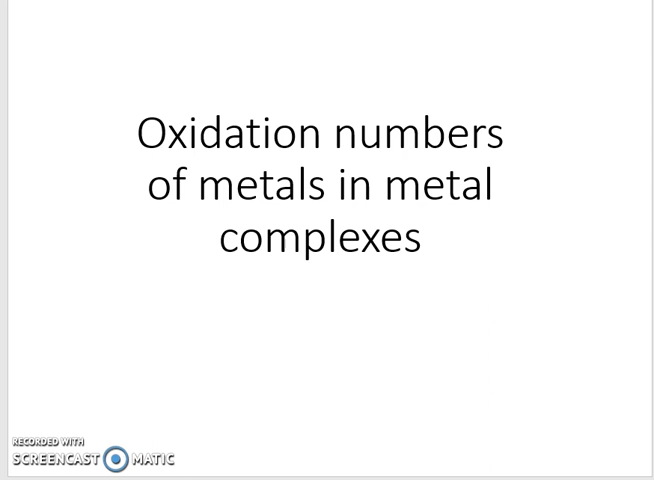 Oxidation numbers
of metals in metal
complexes
RECORDED WITH
SCREENCAST MATIC